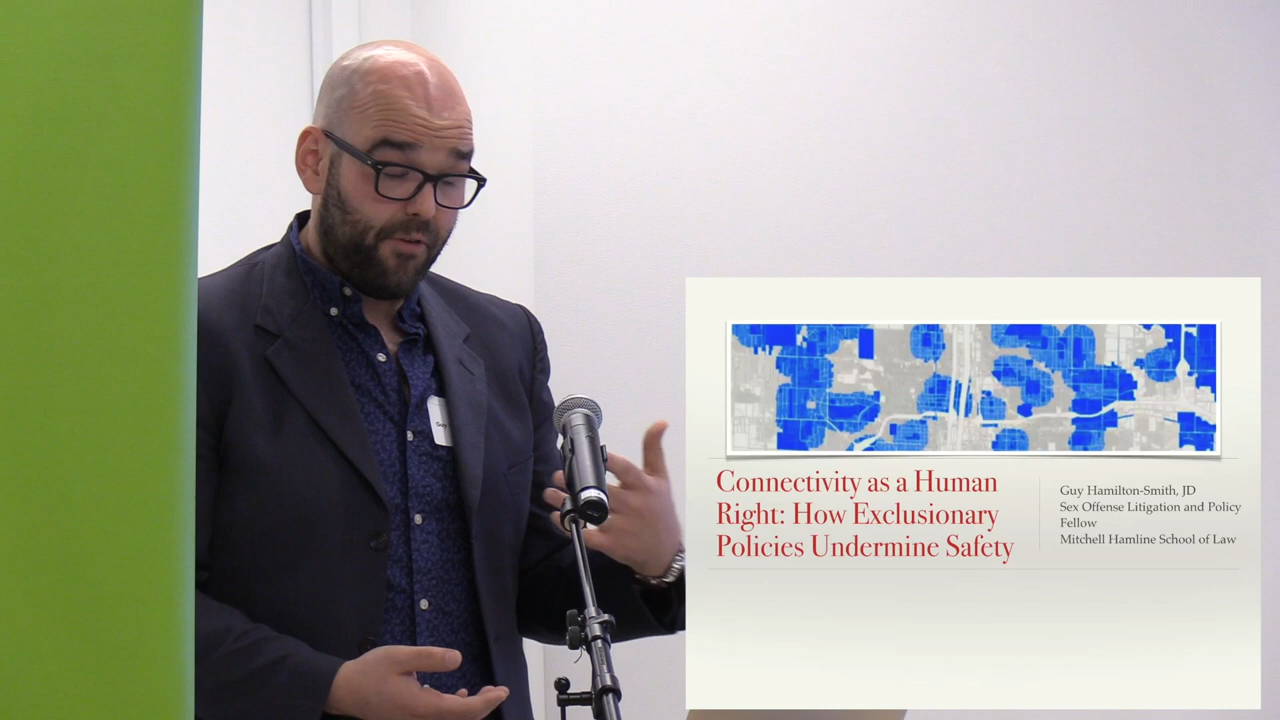 Guy
Connectivity as a Human
Right: How Exclusionary
Policies Undermine Safety
Guy Hamilton-Smith, JD
Sex Offense Litigation and Policy
Fellow
Mitchell Hamline School of Law